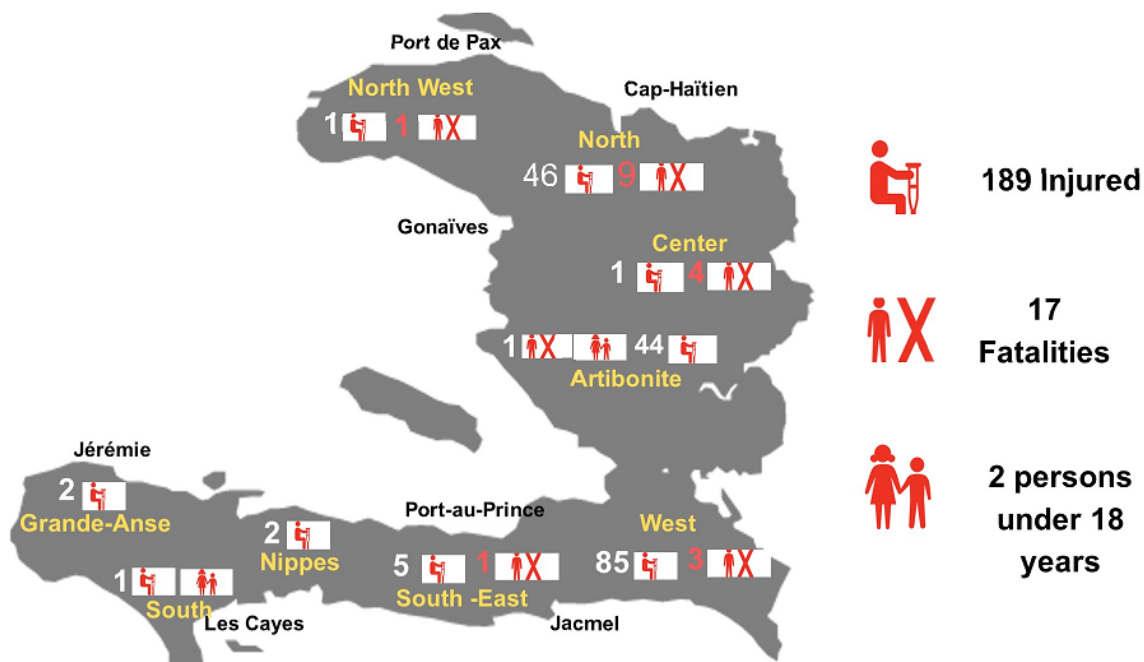 Port de Pax
North West
1 1
Cap-Haïtien
North
46 9
189 Injured
Gonaïves
Center
1 4
17
Fatalities
1 44
Artibonite
Jérémie
2
Grande-Anse
2
Nippes
Port-au-Prince
5 1
South -East
West
85 3
2 persons
under 18
years
1
South
Les Cayes
Jacmel